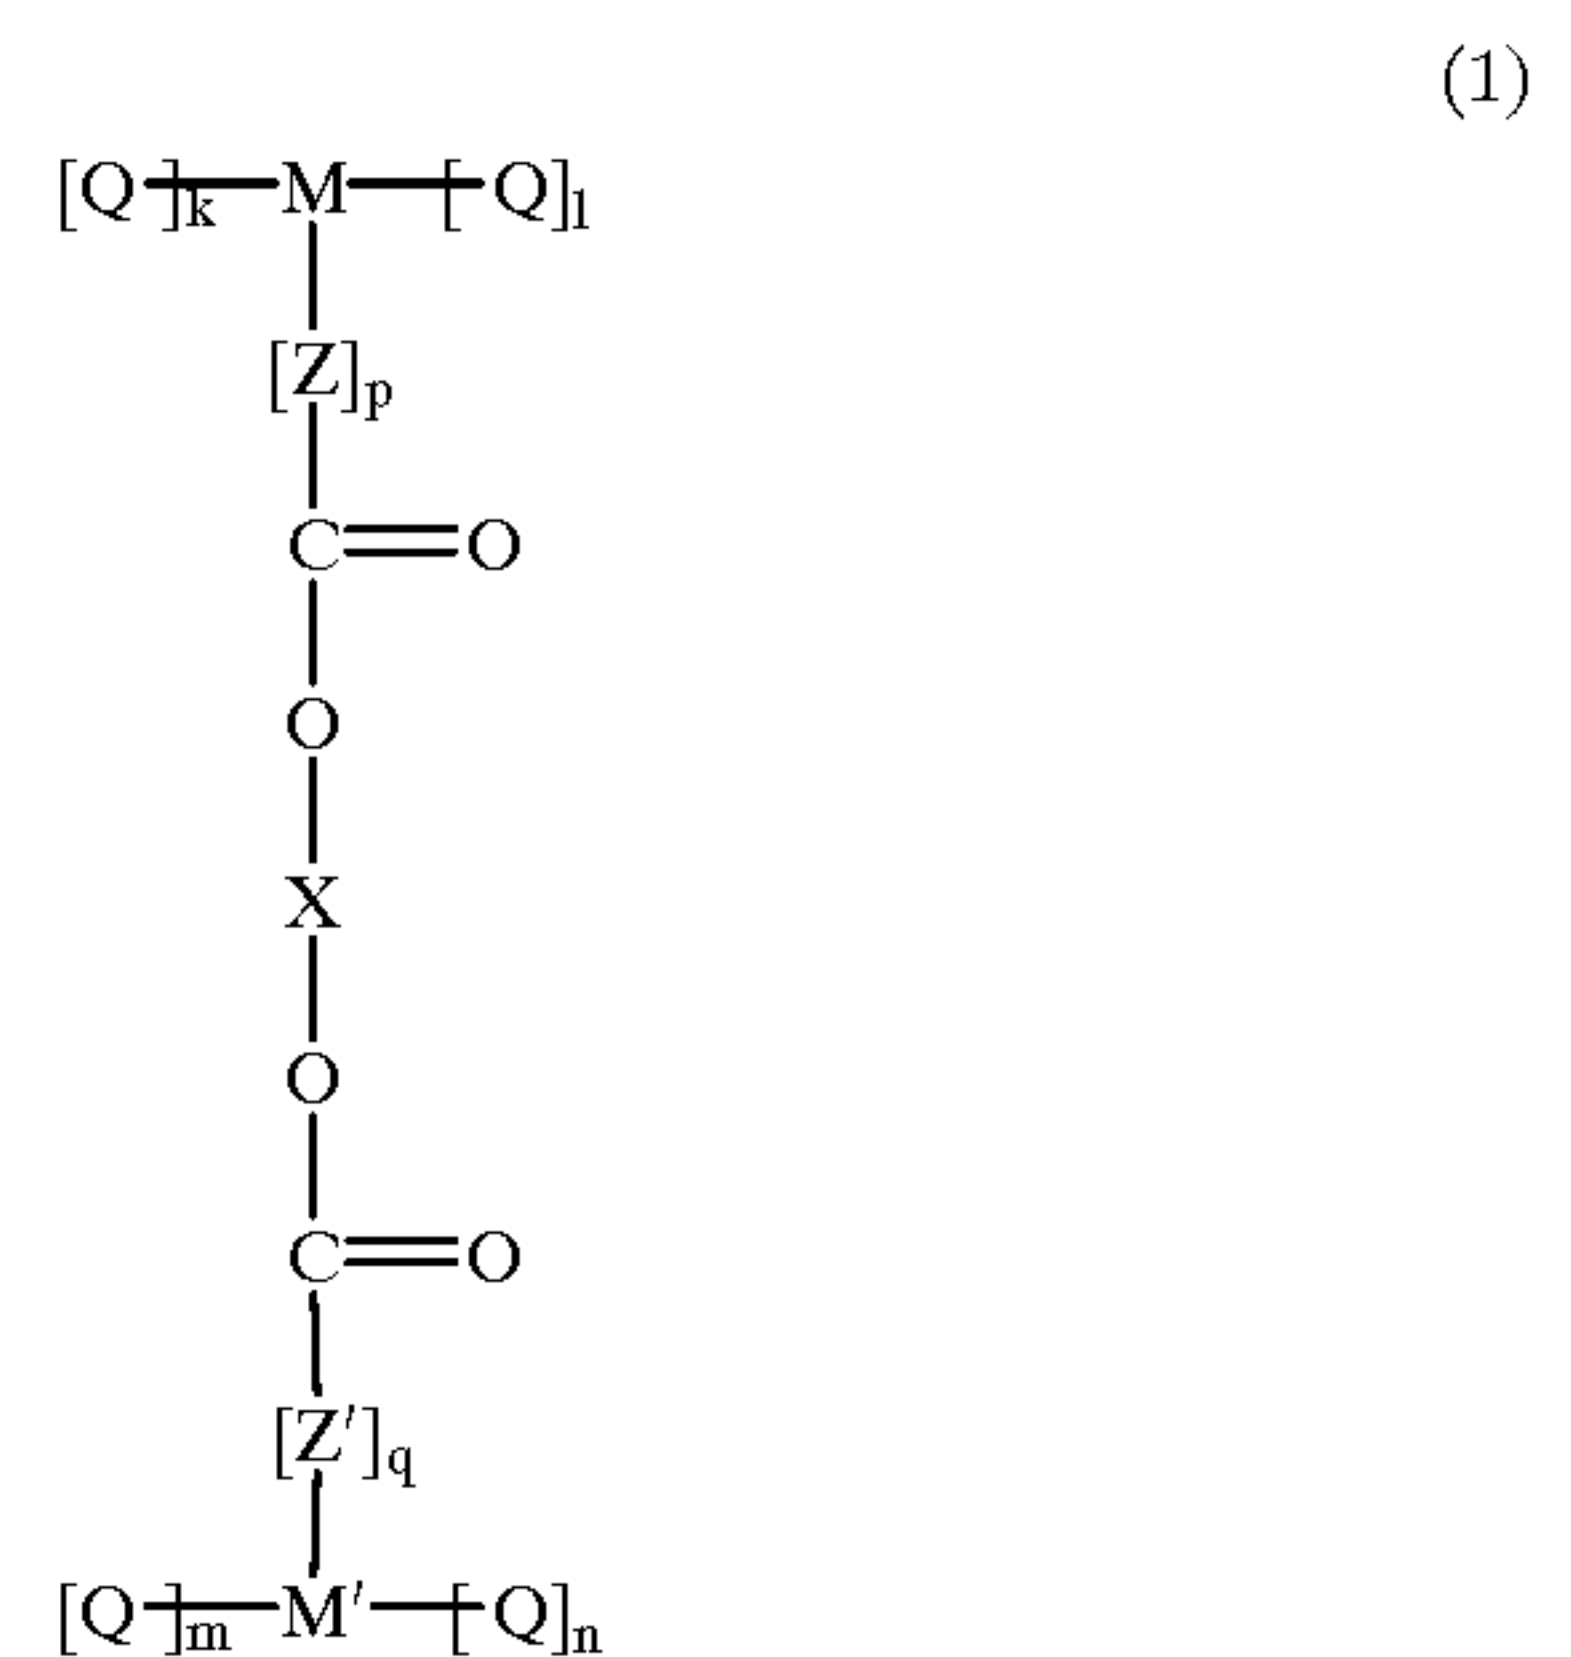 (1)
[Q]k—M—[Q]l
[Z]p
C=O
O
X
O
C=O
[Z′]q
[Q]m—M′—[Q]n